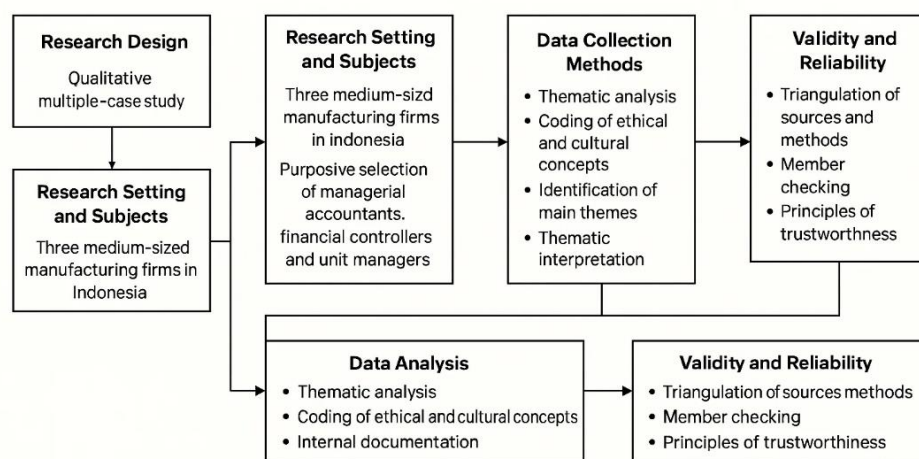 Research Design
Qualitative
multiple-case study
Research Setting
and Subjects
Three medium-sized
manufacturing firms in
Indonesia
Research Setting
and Subjects
Three medium-sizd
manufacturing firms
in indonesia
Purposive selection
of managerial
accountants.
financial controllers
and unit managers
Data Collection
Methods
• Thematic analysis
• Coding of ethical
and cultural
concepts
• Identification of
main themes
• Thematic
interpretation
Validity and
Reliability
• Triangulation of
sources and
methods
• Member
checking
• Principles of
trustworhness
Data Analysis
• Thematic analysis
• Coding of ethical and cultural concepts
• Internal documentation
Validity and Reliability
• Triangulation of sources methods
• Member checking
• Principles of trustworthiness